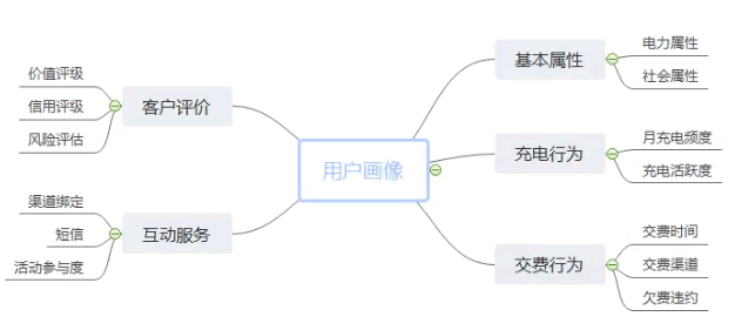 用户画像
基本属性
电力属性
社会属性
充电行为
月充电频度
充电活跃度
交费行为
交费时间
交费渠道
欠费违约
客户评价
价值评级
信用评级
风险评估
互动服务
渠道绑定
短信
活动参与度